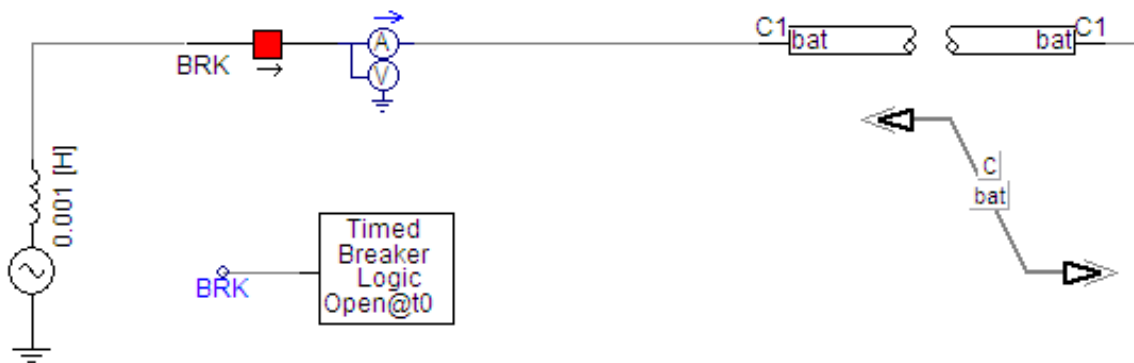 C1
bat
bat
C1
A
V
BRK
0.001 [H]
C
bat
BRK
Timed
Breaker
Logic
Open@t0